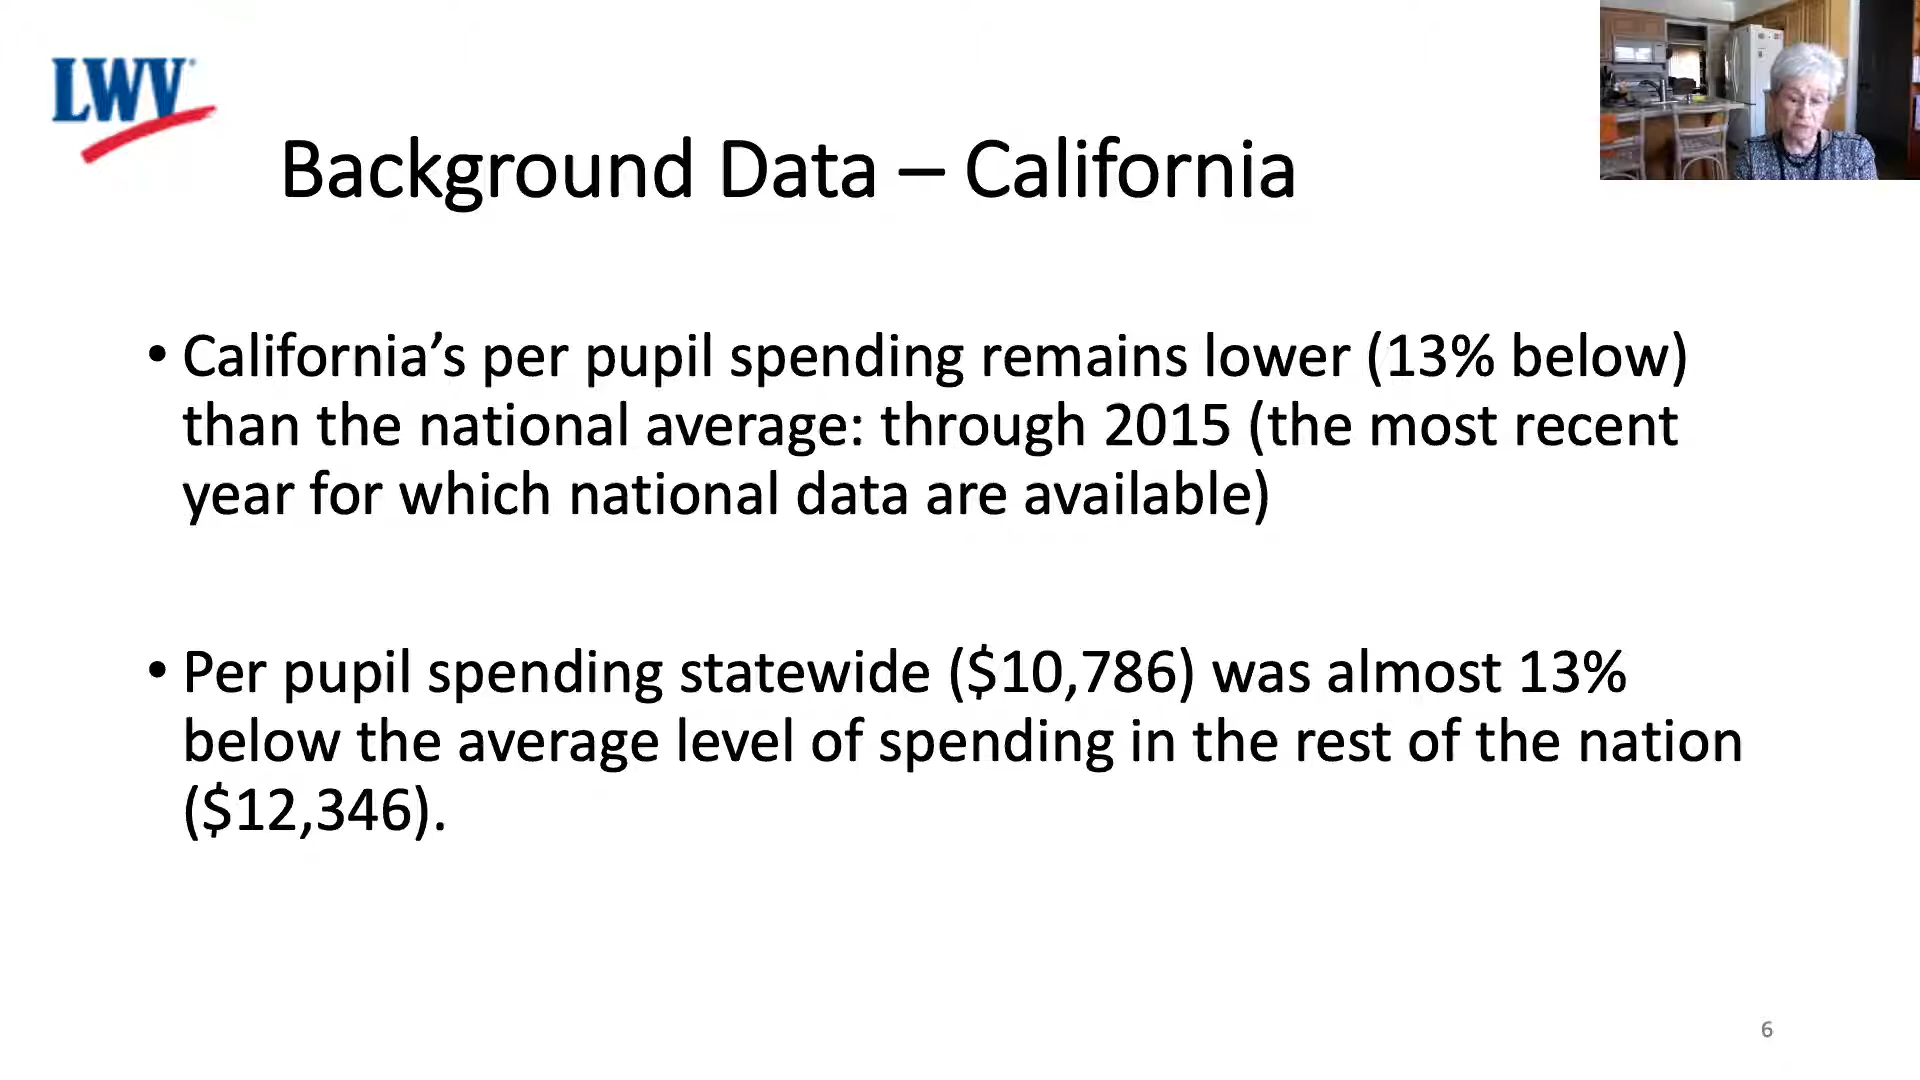 LWV
Background Data – California
• California’s per pupil spending remains lower (13% below)
than the national average: through 2015 (the most recent
year for which national data are available)
• Per pupil spending statewide ($10,786) was almost 13%
below the average level of spending in the rest of the nation
($12,346).
6